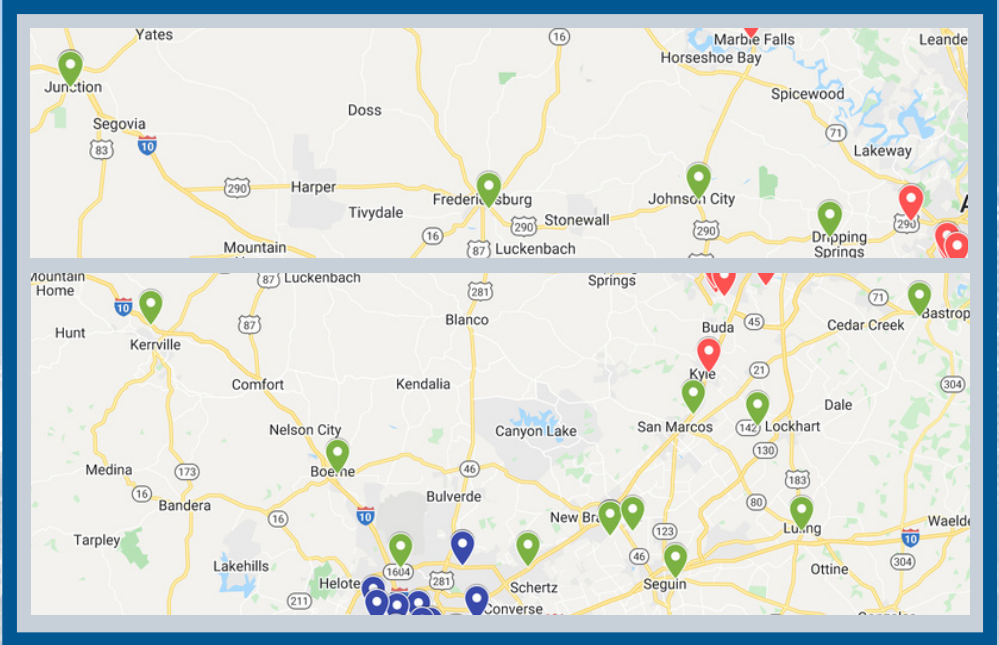 Yates
16
Marble Falls
Leande
Horseshoe Bay
Junction
Spicewood
Doss
Segovia
71
83
10
Lakeway
290
Harper
Fredericksburg
Johnson City
Tivydale
Stonewall
290
290
A
16
290
Dripping
Springs
Mountain
87
Luckenbach
Mountain
Home
87
Luckenbach
Springs
281
71
10
Hunt
87
Blanco
Buda
45
Cedar Creek
Bastrop
Kerrville
Kyle
21
Comfort
Kendalia
304
Dale
Nelson City
Canyon Lake
San Marcos
142
Lockhart
130
Medina
173
Boerne
46
183
16
Bandera
Bulverde
80
16
10
New Bra
Luling
Waelde
123
Tarpley
10
46
304
Lakehills
1604
281
Schertz
Seguin
Ottine
Helote
211
Converse